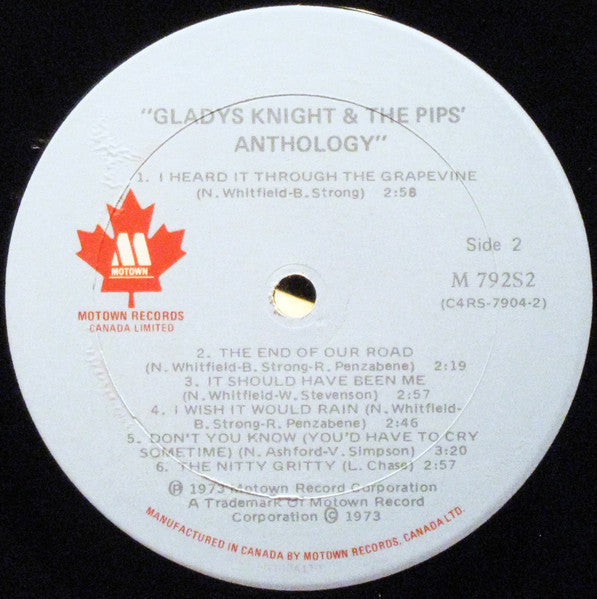 "GLADYS KNIGHT & THE PIPS'
ANTHOLOGY"
1. I HEARD IT THROUGH THE GRAPEVINE
(N. Whitfield-B. Strong) 2:58
M
MOTOWN
MOTOWN RECORDS
CANADA LIMITED
Side 2
M 792S2
(C4RS-7904-2)
2. THE END OF OUR ROAD
(N. Whitfield-B. Strong-R. Penzabene) 2:19
3. IT SHOULD HAVE BEEN ME
(N. Whitfield-W. Stevenson) 2:57
4. I WISH IT WOULD RAIN (N. Whitfield-
B. Strong-R. Penzabene) 2:46
5. DON'T YOU KNOW (YOU'D HAVE TO CRY
SOMETIME) (N. Ashford-V. Simpson) 3:20
6. THE NITTY GRITTY (L. Chase) 2:57
℗ 1973 Motown Record Corporation
A Trademark Of Motown Record
Corporation © 1973
MANUFACTURED IN CANADA BY MOTOWN RECORDS, CANADA LTD.